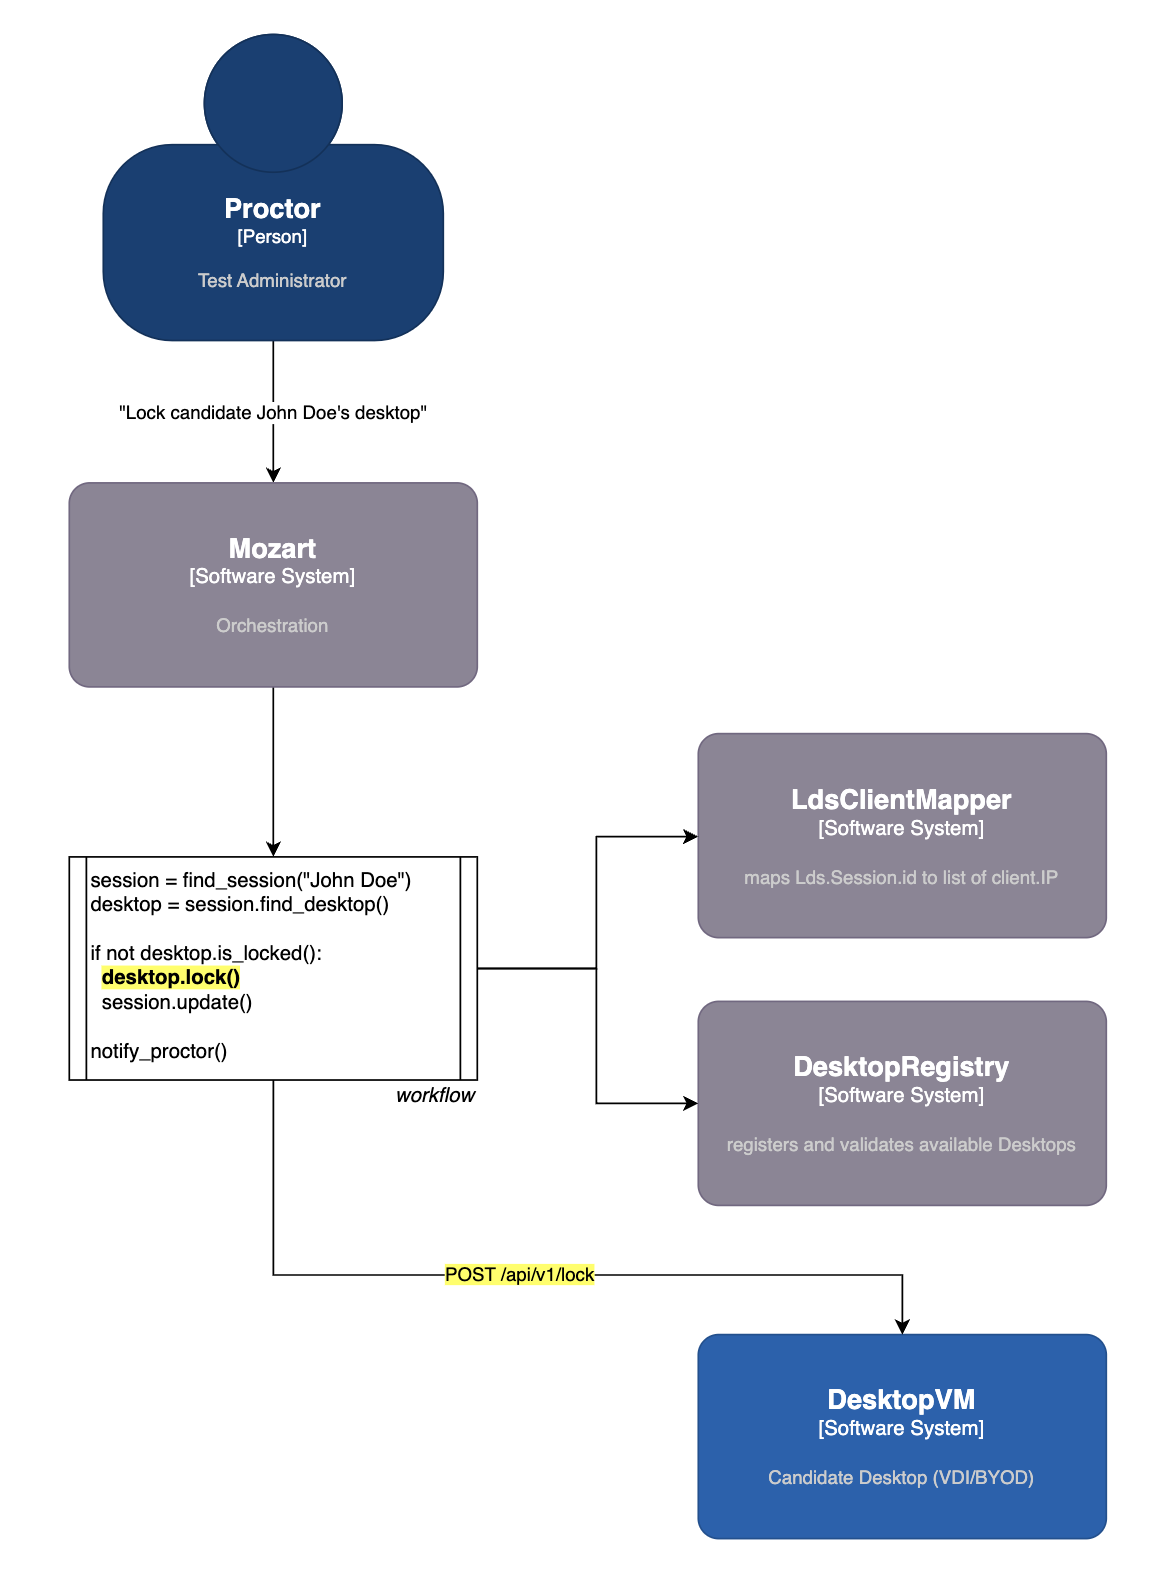 Proctor
[Person]
Test Administrator
"Lock candidate John Doe's desktop"
Mozart
[Software System]
Orchestration
session = find_session("John Doe")
desktop = session.find_desktop()
if not desktop.is_locked():
desktop.lock()
session.update()
notify_proctor()
workflow
LdsClientMapper
[Software System]
maps Lds.Session.id to list of client.IP
DesktopRegistry
[Software System]
registers and validates available Desktops
POST /api/v1/lock
DesktopVM
[Software System]
Candidate Desktop (VDI/BYOD)